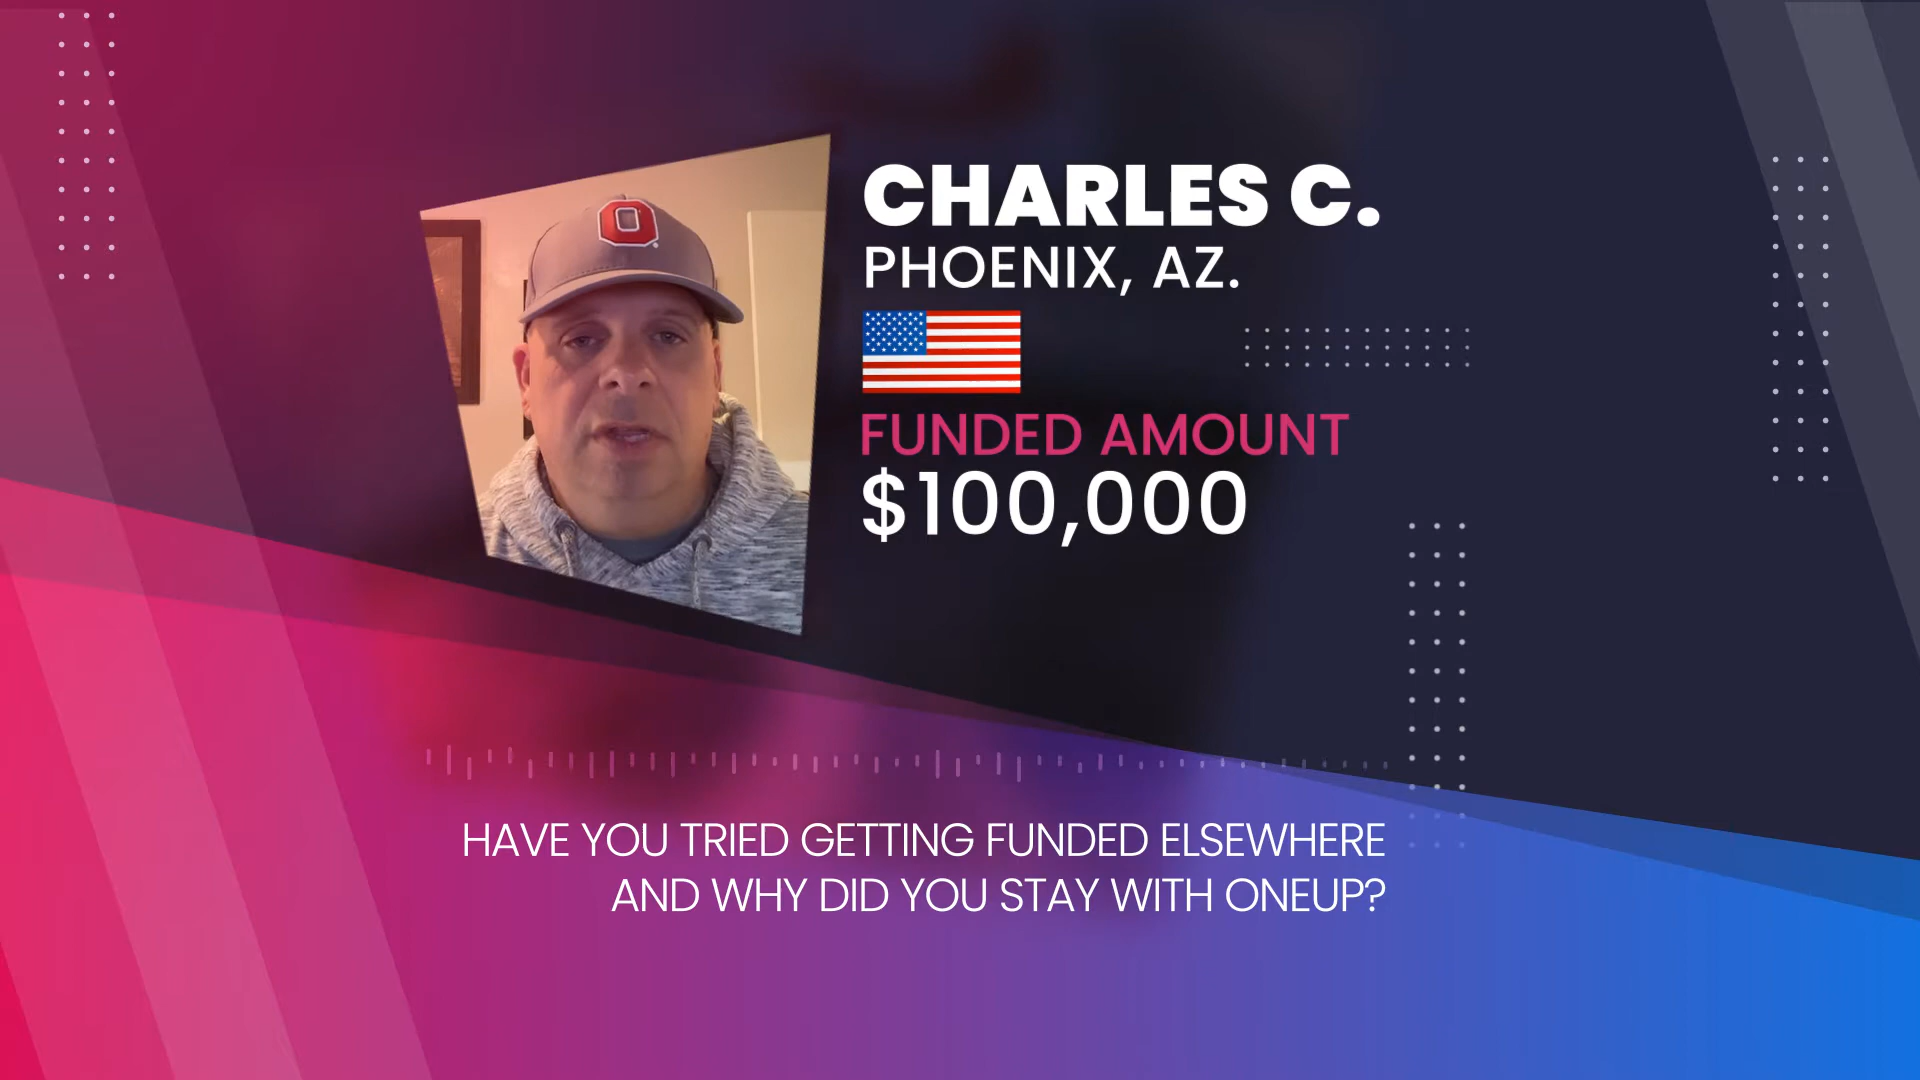 CHARLES C.
PHOENIX, AZ.
FUNDED AMOUNT
$100,000
HAVE YOU TRIED GETTING FUNDED ELSEWHERE
AND WHY DID YOU STAY WITH ONEUP?
O